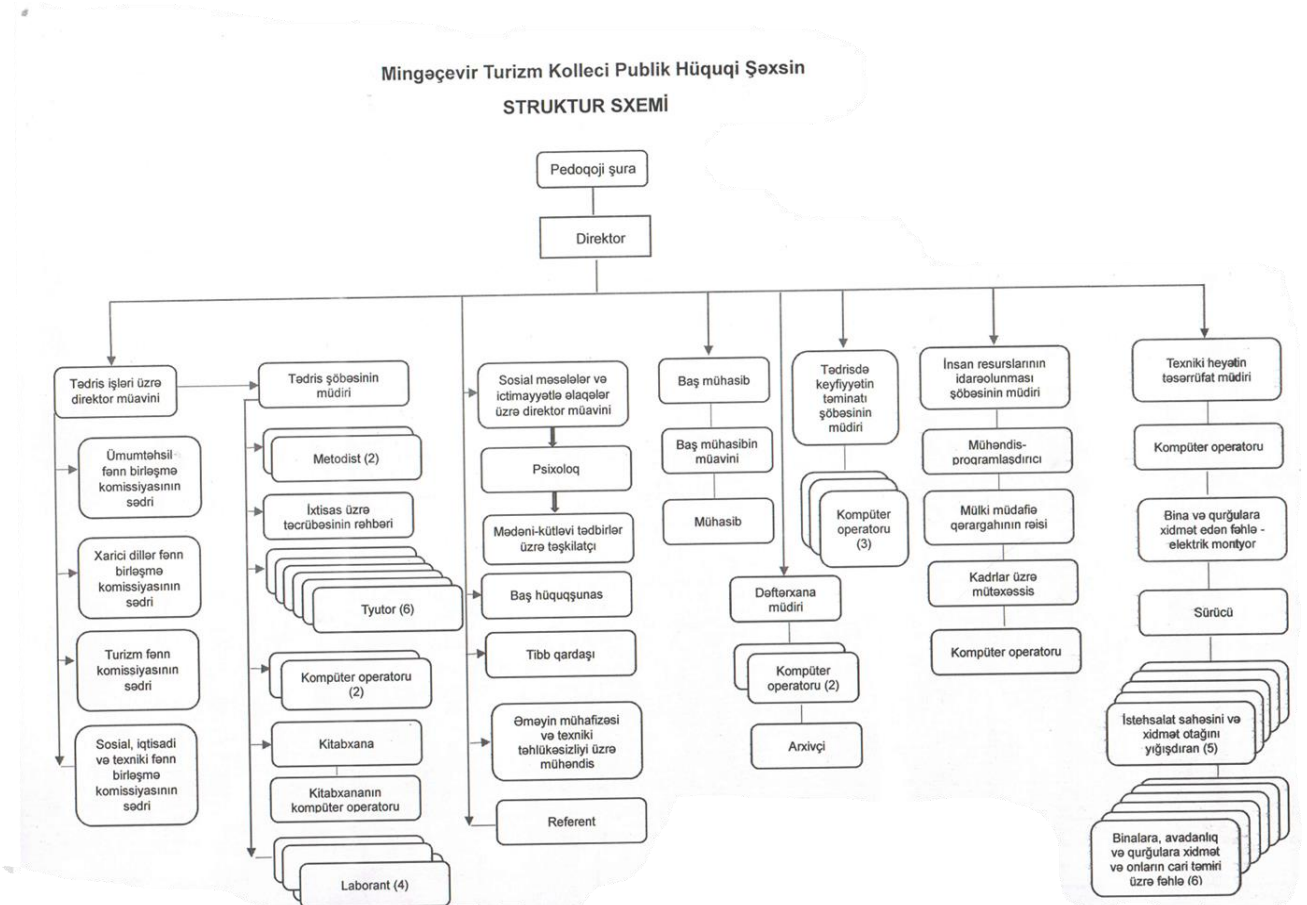 Mingəçevir Turizm Kolleci Publik Hüquqi Şəxsin
STRUKTUR SXEMİ
Pedoqoji şura
Direktor
Tədris işləri üzrə
direktor müavini
Ümumtəhsil
fənn birləşmə
komissiyasının
sədri
Xarici dillər fənn
birləşmə
komissiyasının
sədri
Turizm fənn
komissiyasının
sədri
Sosial, iqtisadi
və texniki fənn
birləşmə
komissiyasının
sədri
Tədris şöbəsinin
müdiri
Metodist (2)
İxtisas üzrə
təcrübəsinin rəhbəri
Tyutor (6)
Kompüter operatoru
(2)
Kitabxana
Kitabxananın
kompüter operatoru
Laborant (4)
Sosial məsələlər və
ictimayyətlə əlaqələr
üzrə direktor müavini
Psixoloq
Mədəni-kütləvi tədbirlər
üzrə təşkilatçı
Baş hüquqşunas
Tibb qardaşı
Əməyin mühafizəsi
və texniki
təhlükəsizliyi üzrə
mühəndis
Referent
Baş mühasib
Baş mühasibin
müavini
Mühasib
Dəftərxana
müdiri
Kompüter
operatoru (2)
Arxivçi
Tədrisdə
keyfiyyətin
təminatı
şöbəsinin
müdiri
Kompüter
operatoru
(3)
İnsan resurslarının
idarəolunması
şöbəsinin müdiri
Mühəndis-
proqramlaşdırıcı
Mülki müdafiə
qərargahının rəisi
Kadrlar üzrə
mütəxəssis
Kompüter operatoru
Texniki heyətin
təsərrüfat müdiri
Kompüter operatoru
Bina və qurğulara
xidmət edən fəhlə -
elektrik montyor
Sürücü
İstehsalat sahəsini və
xidmət otağını
yığışdıran (5)
Binalara, avadanlıq
və qurğulara xidmət
və onların cari təmiri
üzrə fəhlə (6)